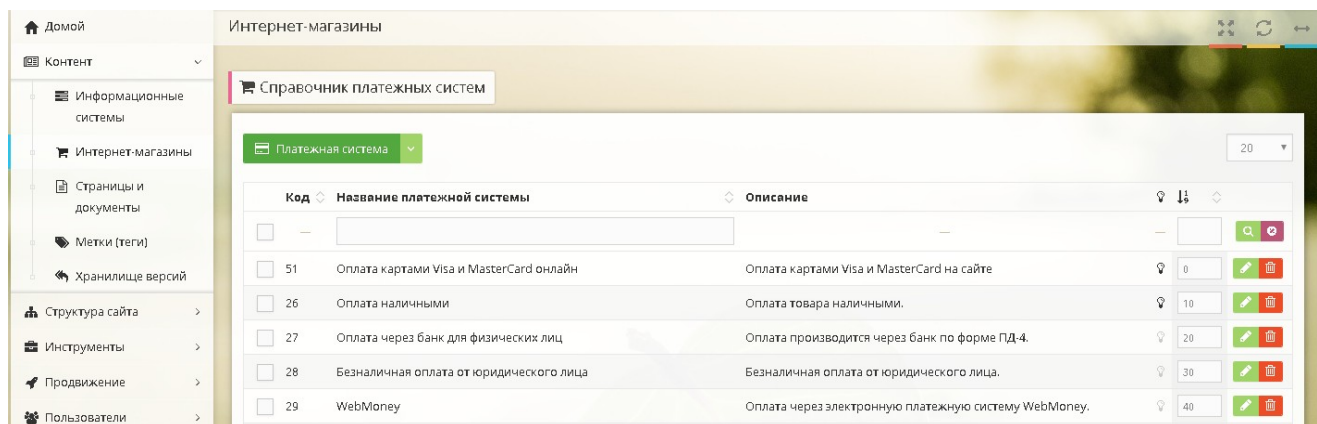 Домой
Контент
Информационные
системы
Интернет-магазины
Страницы и
документы
Метки (теги)
Хранилище версий
Структура сайта
Инструменты
Продвижение
Пользователи
Интернет-магазины
Справочник платежных систем
Платежная система
20
Код Название платежной системы Описание
— — —
51 Оплата картами Visa и MasterCard онлайн Оплата картами Visa и MasterCard на сайте 0
26 Оплата наличными Оплата товара наличными. 10
27 Оплата через банк для физических лиц Оплата производится через банк по форме ПД-4. 20
28 Безналичная оплата от юридического лица Безналичная оплата от юридического лица. 30
29 WebMoney Оплата через электронную платежную систему WebMoney. 40